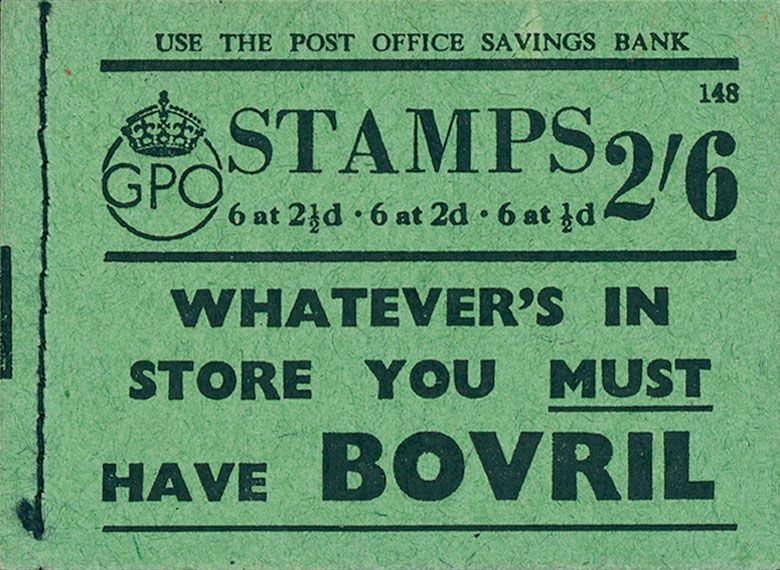 USE THE POST OFFICE SAVINGS BANK
148
GPO
STAMPS 2/6
6 at 2½d · 6 at 2d · 6 at ½d
WHATEVER'S IN
STORE YOU MUST
HAVE BOVRIL